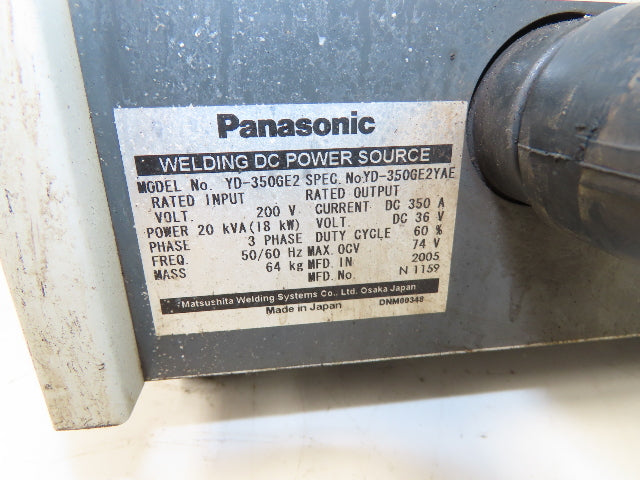 Panasonic
WELDING DC POWER SOURCE
MODEL No. YD-350GE2 SPEC. No. YD-350GE2YAE
RATED INPUT RATED OUTPUT
VOLT. 200 V CURRENT DC 350 A
POWER 20 kVA(18 kW) VOLT. DC 36 V
PHASE 3 PHASE DUTY CYCLE 60 %
FREQ. 50/60 Hz MAX. OCV 74 V
MASS 64 kg MFD. IN 2005
MFD. No. N 1159
Matsushita Welding Systems Co., Ltd. Osaka Japan
Made in Japan DNM00348